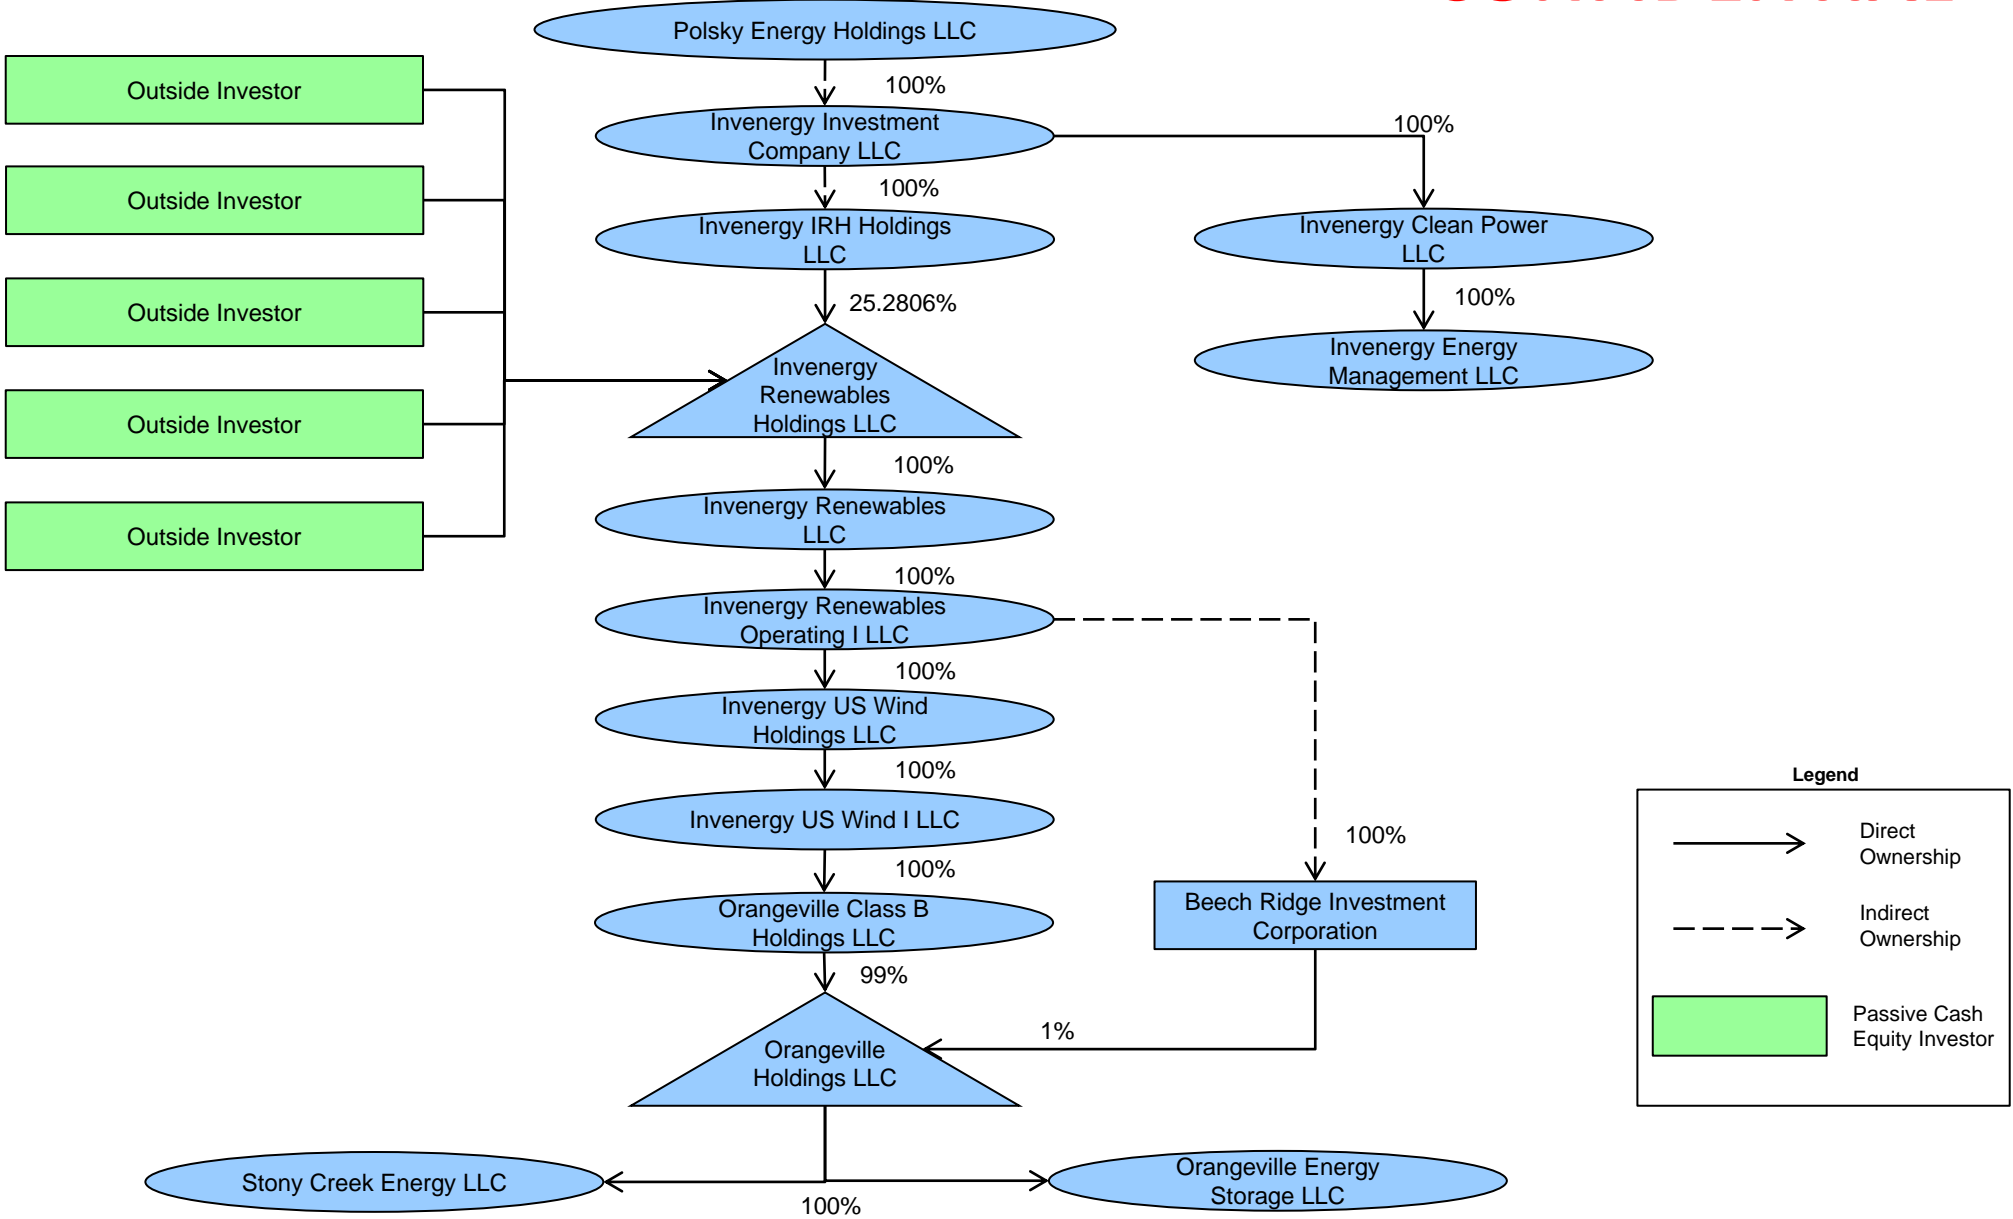 Polsky Energy Holdings LLC
100%
Outside Investor
Invenergy Investment
Company LLC
100%
100%
Outside Investor
Invenergy IRH Holdings
LLC
Invenergy Clean Power
LLC
25.2806%
100%
Outside Investor
Invenergy
Renewables
Holdings LLC
Invenergy Energy
Management LLC
Outside Investor
100%
Invenergy Renewables
LLC
Outside Investor
100%
Invenergy Renewables
Operating I LLC
100%
Invenergy US Wind
Holdings LLC
100%
Invenergy US Wind I LLC
100%
100%
Orangeville Class B
Holdings LLC
Beech Ridge Investment
Corporation
99%
1%
Orangeville
Holdings LLC
Stony Creek Energy LLC
100%
Orangeville Energy
Storage LLC
Legend
Direct
Ownership
Indirect
Ownership
Passive Cash
Equity Investor